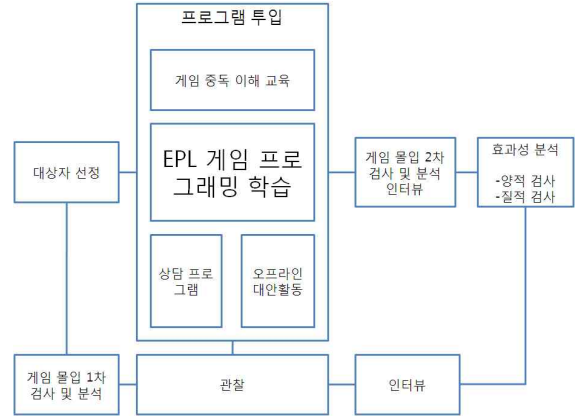 프로그램 투입
게임 중독 이해 교육
EPL 게임 프로
그래밍 학습
상담 프로
그램
오프라인
대안활동
대상자 선정
게임 몰입 2차
검사 및 분석
인터뷰
효과성 분석
-양적 검사
-질적 검사
게임 몰입 1차
검사 및 분석
관찰
인터뷰